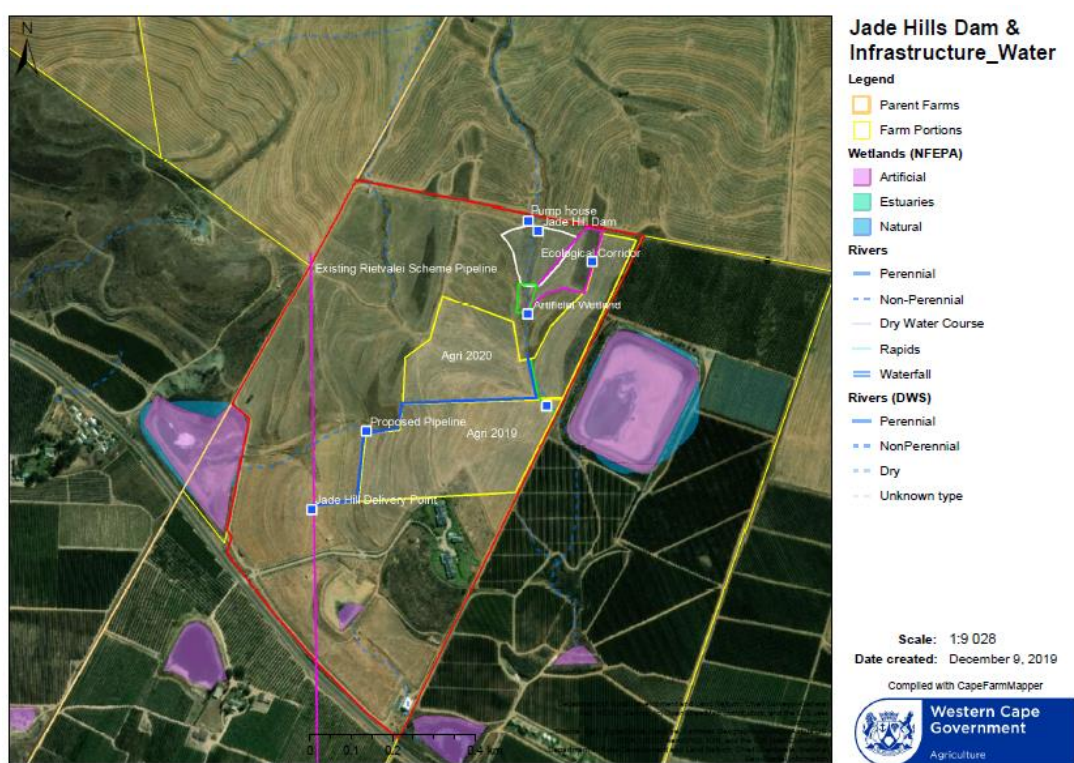 N
Pump house
Jade Hill Dam
Ecological Corridor
Existing Rietvalei Scheme Pipeline
Artificial Wetland
Agri 2020
Proposed Pipeline
Agri 2019
Jade Hill Delivery Point
0 0.1 0.2 0.4 km
Jade Hills Dam &
Infrastructure_Water
Legend
Parent Farms
Farm Portions
Wetlands (NFEPA)
Artificial
Estuaries
Natural
Rivers
Perennial
Non-Perennial
Dry Water Course
Rapids
Waterfall
Rivers (DWS)
Perennial
NonPerennial
Dry
Unknown type
Scale: 1:9 028
Date created: December 9, 2019
Compiled with CapeFarmMapper
Western Cape
Government
Agriculture